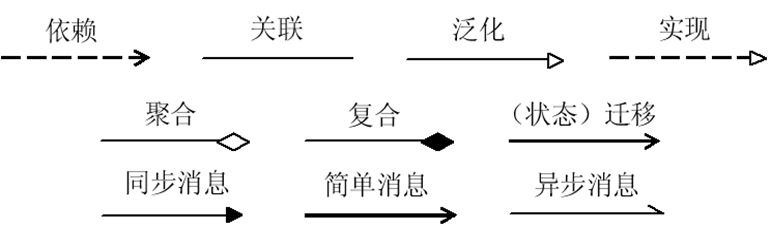 依赖 关联 泛化 实现
聚合 复合 （状态）迁移
同步消息 简单消息 异步消息